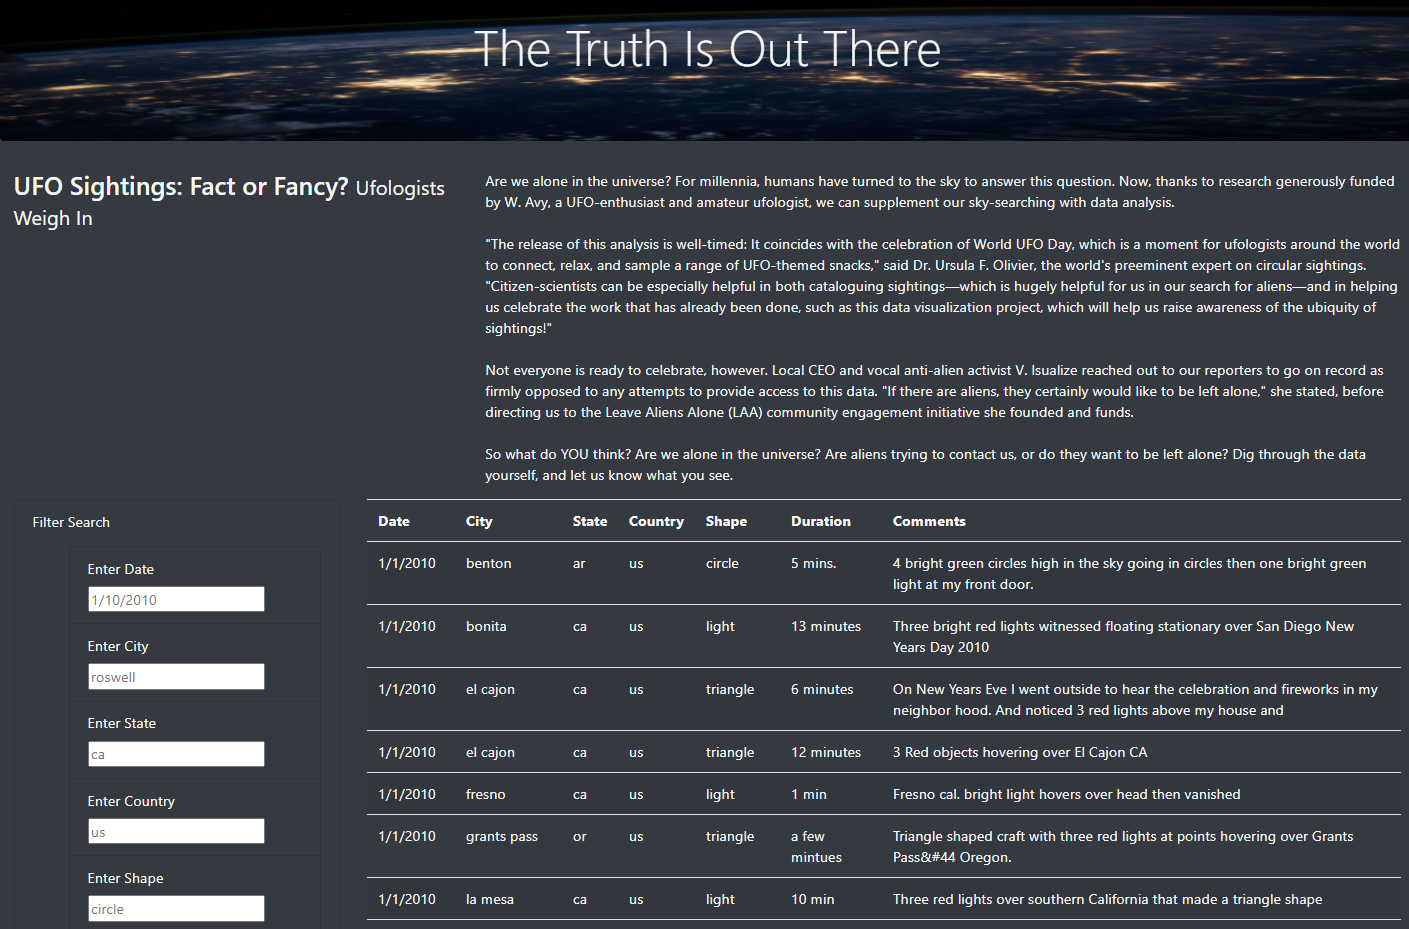 The Truth Is Out There
UFO Sightings: Fact or Fancy? Ufologists
Weigh In
Are we alone in the universe? For millennia, humans have turned to the sky to answer this question. Now, thanks to research generously funded
by W. Avy, a UFO-enthusiast and amateur ufologist, we can supplement our sky-searching with data analysis.
"The release of this analysis is well-timed: It coincides with the celebration of World UFO Day, which is a moment for ufologists around the world
to connect, relax, and sample a range of UFO-themed snacks," said Dr. Ursula F. Olivier, the world's preeminent expert on circular sightings.
"Citizen-scientists can be especially helpful in both cataloguing sightings—which is hugely helpful for us in our search for aliens—and in helping
us celebrate the work that has already been done, such as this data visualization project, which will help us raise awareness of the ubiquity of
sightings!"
Not everyone is ready to celebrate, however. Local CEO and vocal anti-alien activist V. Isualize reached out to our reporters to go on record as
firmly opposed to any attempts to provide access to this data. "If there are aliens, they certainly would like to be left alone," she stated, before
directing us to the Leave Aliens Alone (LAA) community engagement initiative she founded and funds.
So what do YOU think? Are we alone in the universe? Are aliens trying to contact us, or do they want to be left alone? Dig through the data
yourself, and let us know what you see.
Filter Search
Enter Date
1/10/2010
Enter City
roswell
Enter State
ca
Enter Country
us
Enter Shape
circle
Date City State Country Shape Duration Comments
1/1/2010 benton ar us circle 5 mins. 4 bright green circles high in the sky going in circles then one bright green
light at my front door.
1/1/2010 bonita ca us light 13 minutes Three bright red lights witnessed floating stationary over San Diego New
Years Day 2010
1/1/2010 el cajon ca us triangle 6 minutes On New Years Eve I went outside to hear the celebration and fireworks in my
neighbor hood. And noticed 3 red lights above my house and
1/1/2010 el cajon ca us triangle 12 minutes 3 Red objects hovering over El Cajon CA
1/1/2010 fresno ca us light 1 min Fresno cal. bright light hovers over head then vanished
1/1/2010 grants pass or us triangle a few Triangle shaped craft with three red lights at points hovering over Grants
mintues Pass&#44 Oregon.
1/1/2010 la mesa ca us light 10 min Three red lights over southern California that made a triangle shape